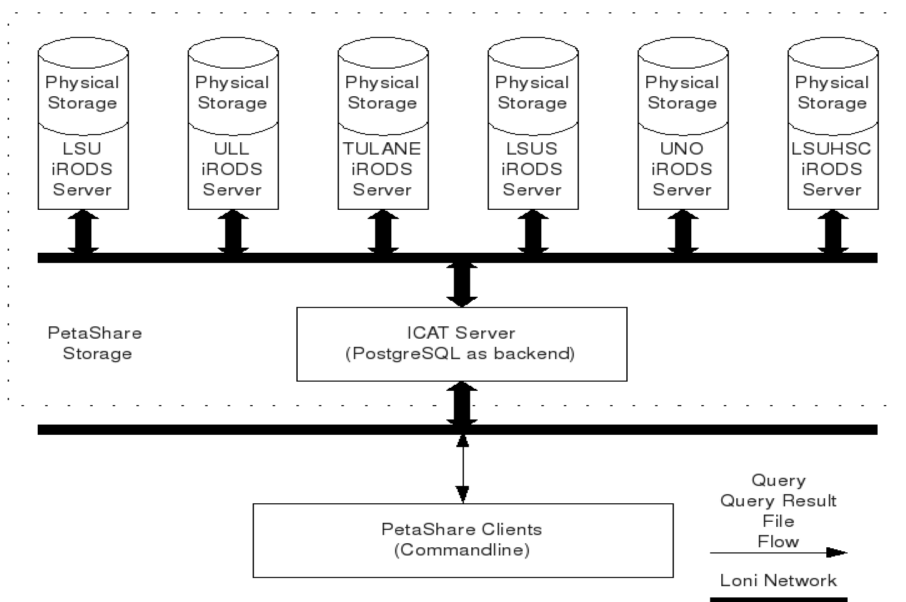 Physical
Storage
LSU
iRODS
Server
Physical
Storage
ULL
iRODS
Server
Physical
Storage
TULANE
iRODS
Server
Physical
Storage
LSUS
iRODS
Server
Physical
Storage
UNO
iRODS
Server
Physical
Storage
LSUHSC
iRODS
Server
PetaShare
Storage
ICAT Server
(PostgreSQL as backend)
PetaShare Clients
(Commandline)
Query
Query Result
File
Flow
Loni Network